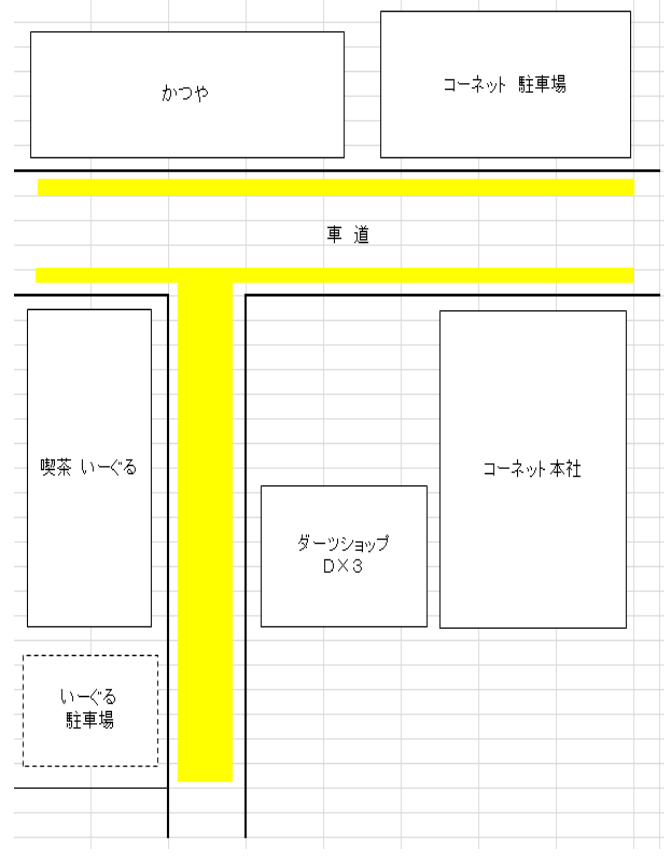 かつや
コーネット 駐車場
車 道
喫茶 いーぐる
コーネット本社
ダーツショップ
D×3
いーぐる
駐車場